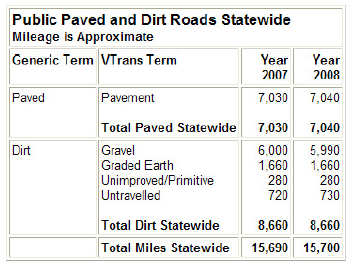 Public Paved and Dirt Roads Statewide
Mileage is Approximate
Generic Term VTrans Term Year 2007 Year 2008
Paved Pavement 7,030 7,040
Total Paved Statewide 7,030 7,040
Dirt Gravel 6,000 5,990
Graded Earth 1,660 1,660
Unimproved/Primitive 280 280
Untravelled 720 730
Total Dirt Statewide 8,660 8,660
Total Miles Statewide 15,690 15,700